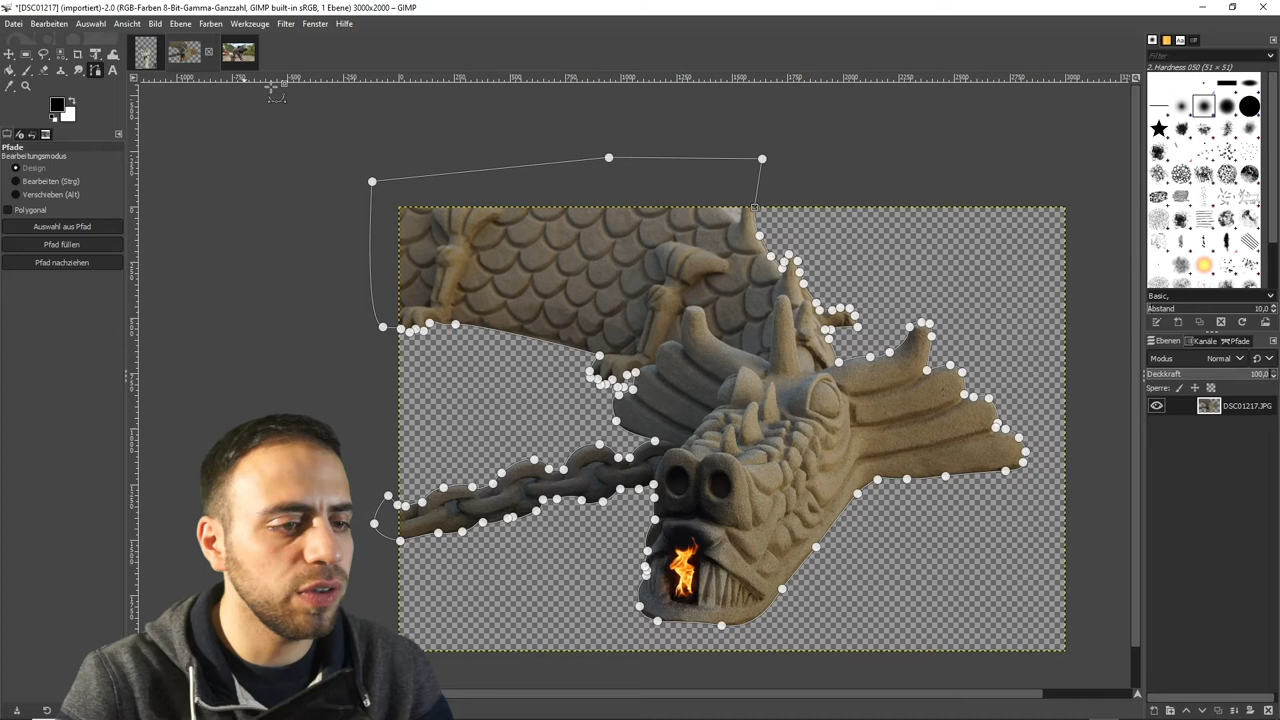 *[DSC01217] (importiert)-2.0 (RGB-Farben 8-Bit-Gamma-Ganzzahl, GIMP built-in sRGB, 1 Ebene) 3000x2000 – GIMP
Datei Bearbeiten Auswahl Ansicht Bild Ebene Farben Werkzeuge Filter Fenster Hilfe
Filter
2. Hardness 050 (51 × 51)
Pfade
Bearbeitungsmodus
Design
Bearbeiten (Strg)
Verschieben (Alt)
Polygonal
Auswahl aus Pfad
Pfad füllen
Pfad nachziehen
Basic,
Abstand 10,0
Ebenen Kanäle Pfade
Modus Normal
Deckkraft 100,0
Sperre:
DSC01217.JPG